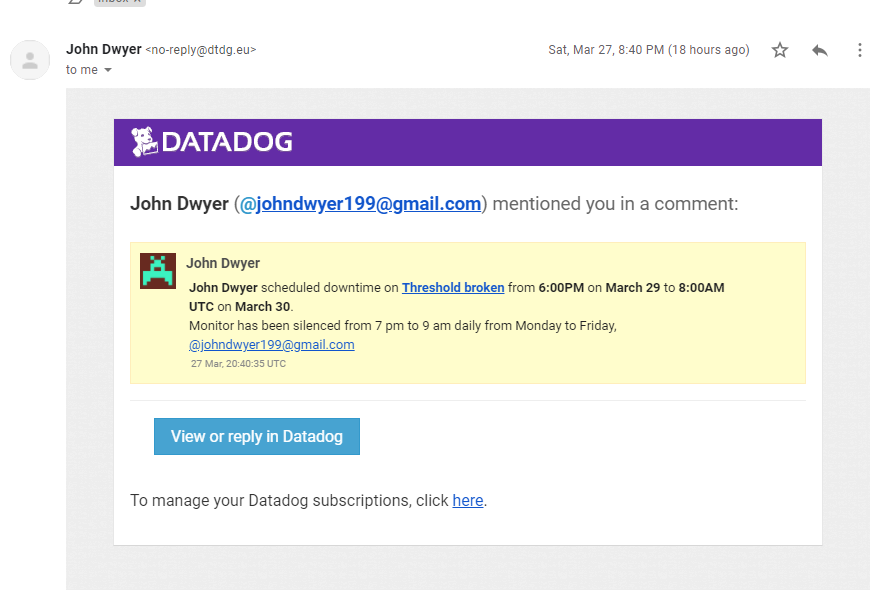 Inbox x
John Dwyer <no-reply@dtdg.eu>
Sat, Mar 27, 8:40 PM (18 hours ago)
to me
DATADOG
John Dwyer (@johndwyer199@gmail.com) mentioned you in a comment:
John Dwyer
John Dwyer scheduled downtime on Threshold broken from 6:00PM on March 29 to 8:00AM
UTC on March 30.
Monitor has been silenced from 7 pm to 9 am daily from Monday to Friday,
@johndwyer199@gmail.com
27 Mar, 20:40:35 UTC
View or reply in Datadog
To manage your Datadog subscriptions, click here.